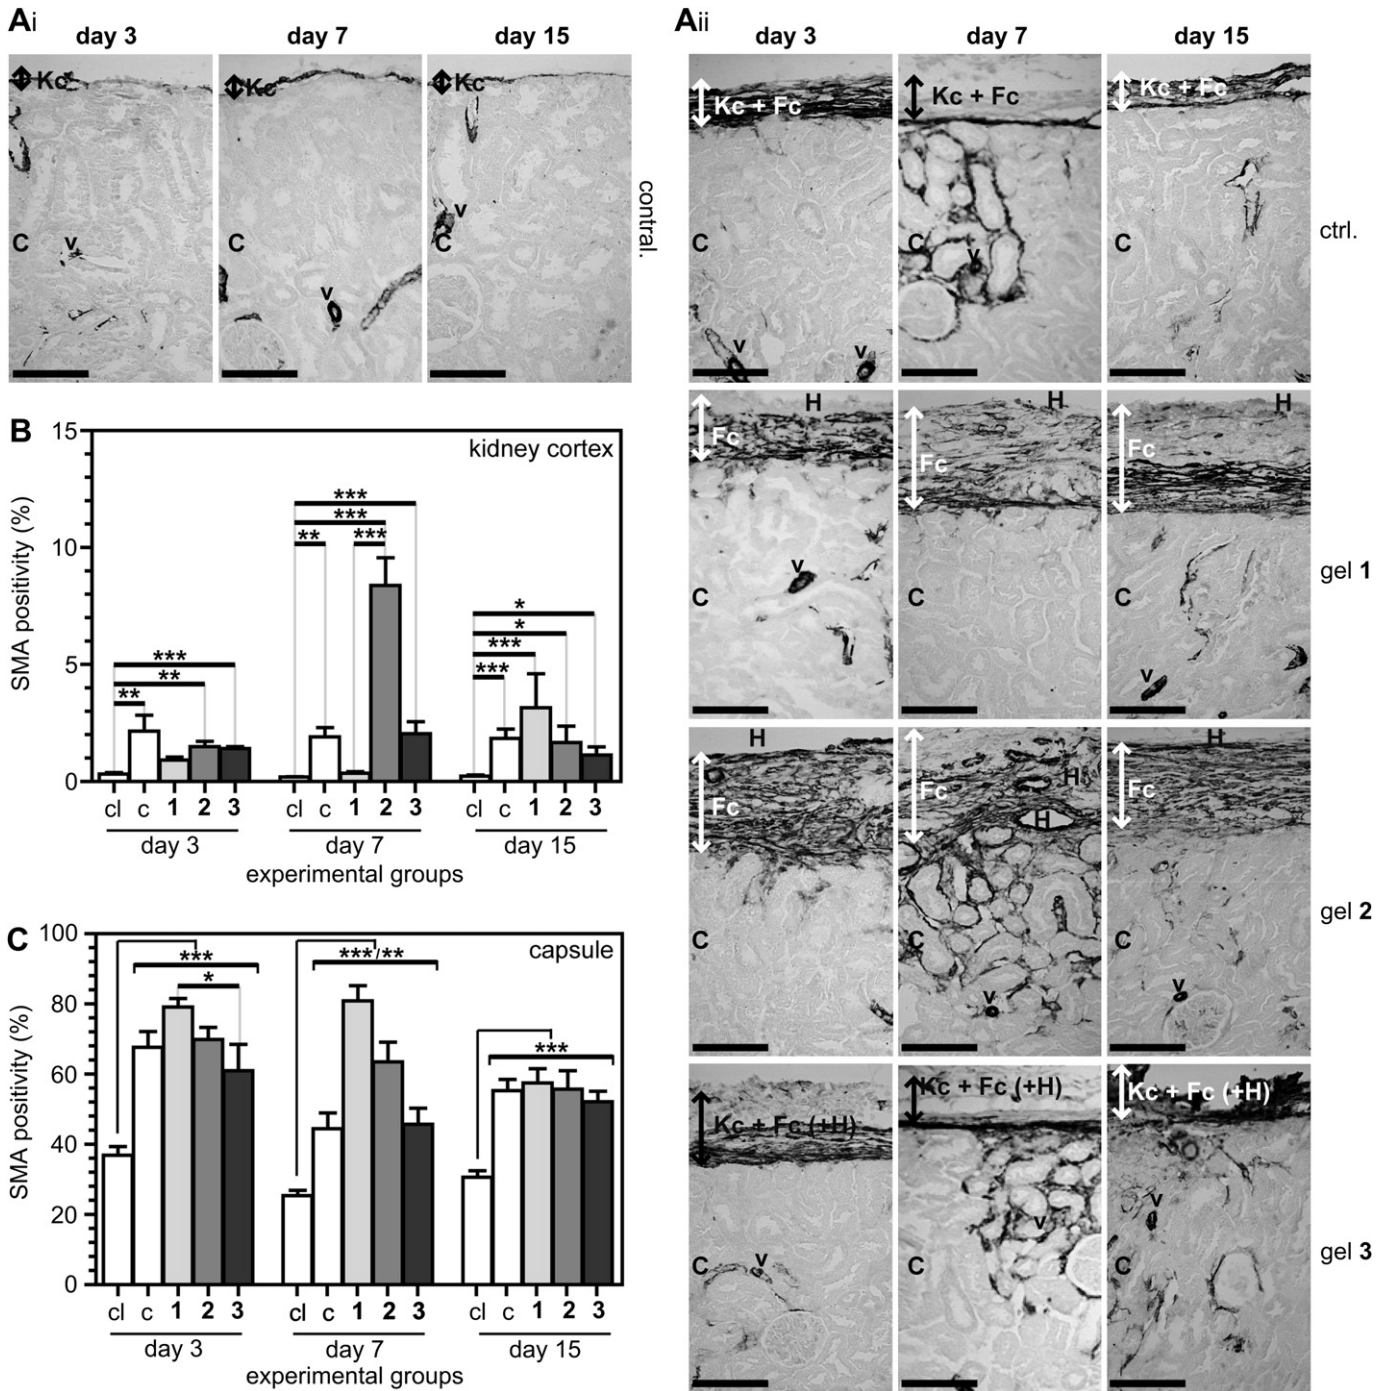 Ai
day 3 day 7 day 15
Kc Kc Kc
v v v
C C C
contral.
Aii
day 3 day 7 day 15
Kc + Fc Kc + Fc Kc + Fc
C C C
v v v
ctrl.
H H H
Fc Fc Fc
v
C C C
v
gel 1
H H H
Fc Fc Fc
H
C C C
v v
gel 2
Kc + Fc (+H) Kc + Fc (+H) Kc + Fc (+H)
v v v
C C C
gel 3
B
kidney cortex
SMA positivity (%)
15
10
5
0
** ** ***
** *** *** ***
*** *** * *
cl c 1 2 3 cl c 1 2 3 cl c 1 2 3
day 3 day 7 day 15
experimental groups
C
capsule
SMA positivity (%)
100
80
60
40
20
0
*** ***/** ***
*
cl c 1 2 3 cl c 1 2 3 cl c 1 2 3
day 3 day 7 day 15
experimental groups